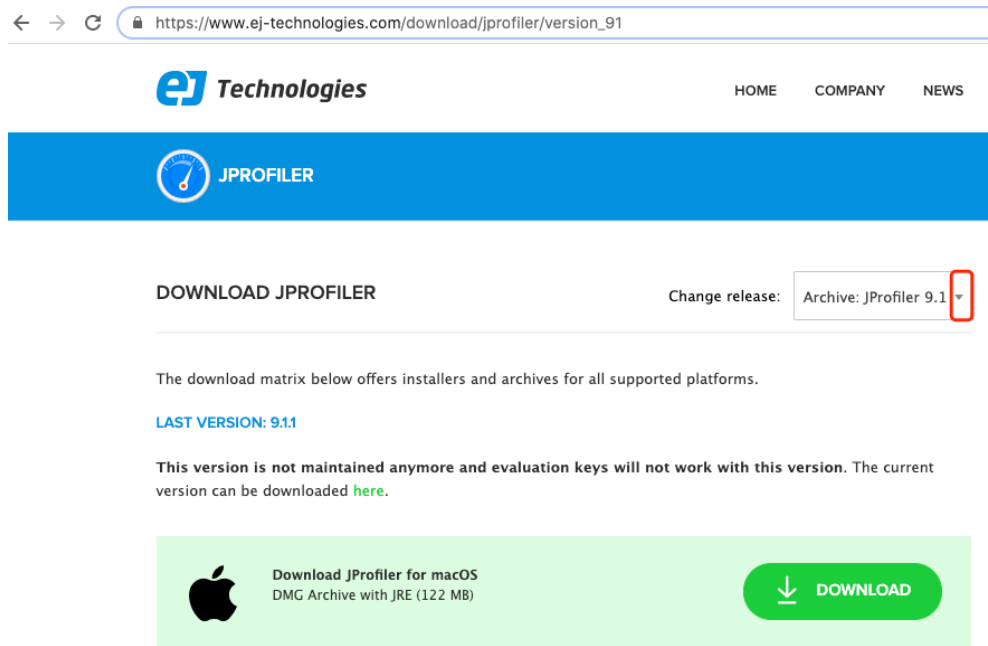 https://www.ej-technologies.com/download/jprofiler/version_91
ej Technologies
HOME COMPANY NEWS
JPROFILER
DOWNLOAD JPROFILER
Change release: Archive: JProfiler 9.1
The download matrix below offers installers and archives for all supported platforms.
LAST VERSION: 9.1.1
This version is not maintained anymore and evaluation keys will not work with this version. The current
version can be downloaded here.
Download JProfiler for macOS
DMG Archive with JRE (122 MB)
DOWNLOAD